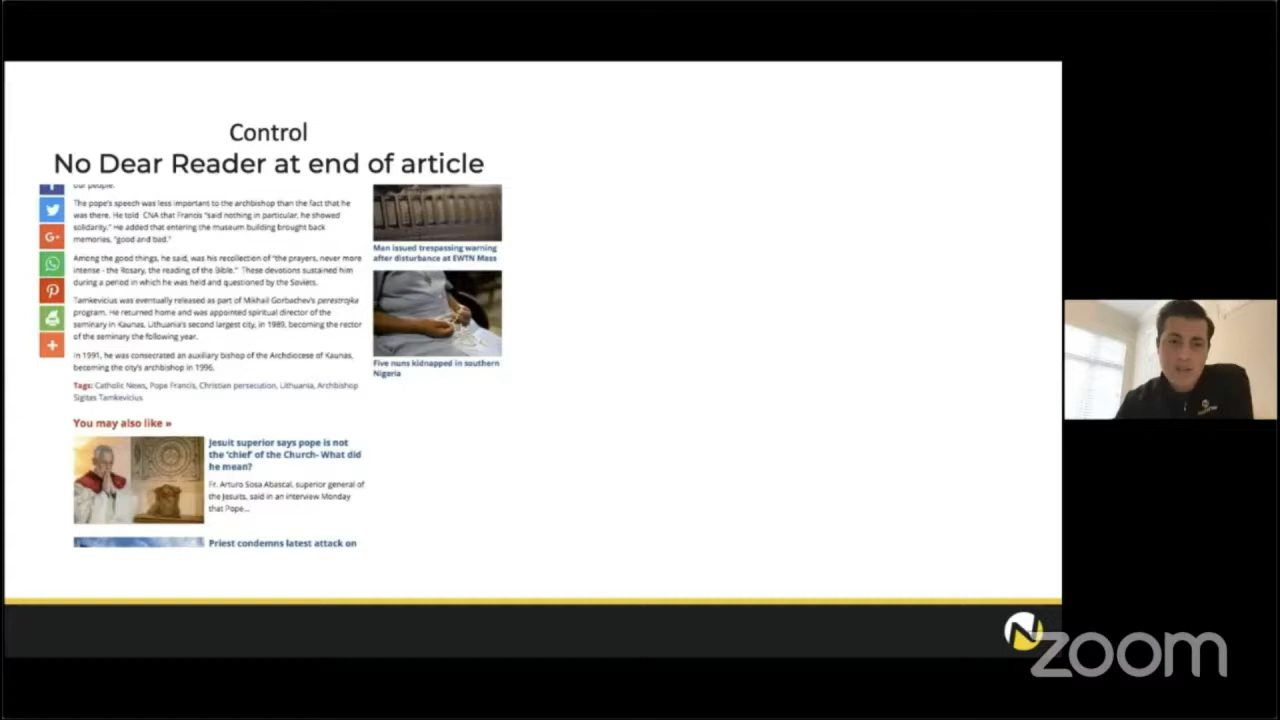 Control
No Dear Reader at end of article
our people.
The pope's speech was less important to the archbishop than the fact that he
was there. He told CNA that Francis "said nothing in particular, he showed
solidarity." He added that entering the museum building brought back
memories, "good and bad."
Among the good things, he said, was his recollection of "the prayers, never more
intense - the Rosary, the reading of the Bible." These devotions sustained him
during a period in which he was held and questioned by the Soviets.
Tamkevicius was eventually released as part of Mikhail Gorbachev's perestrojka
program. He returned home and was appointed spiritual director of the
seminary in Kaunas, Lithuania's second largest city, in 1989, becoming the rector
of the seminary the following year.
In 1991, he was consecrated an auxiliary bishop of the Archdiocese of Kaunas,
becoming the city's archbishop in 1996.
Tags: Catholic News, Pope Francis, Christian persecution, Lithuania, Archbishop
Sigitas Tamkevicius
You may also like »
Jesuit superior says pope is not
the 'chief' of the Church- What did
he mean?
Fr. Arturo Sosa Abascal, superior general of
the Jesuits, said in an interview Monday
that Pope...
Priest condemns latest attack on
Man issued trespassing warning
after disturbance at EWTN Mass
Five nuns kidnapped in southern
Nigeria
G+
N
zoom